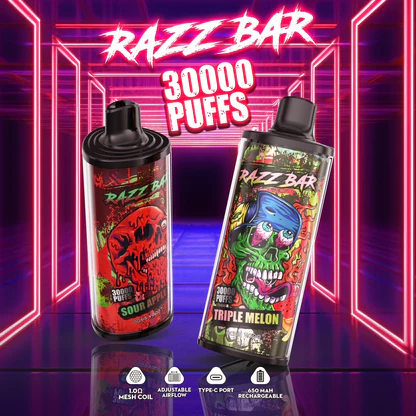 RAZZ BAR
30000
PUFFS
RAZZ BAR
30000
PUFFS
SOUR APPLE
RAZZ BAR
30000
PUFFS
TRIPLE MELON
1.0Ω
MESH COIL
ADJUSTABLE
AIRFLOW
TYPE-C PORT
650 MAH
RECHARGEABLE